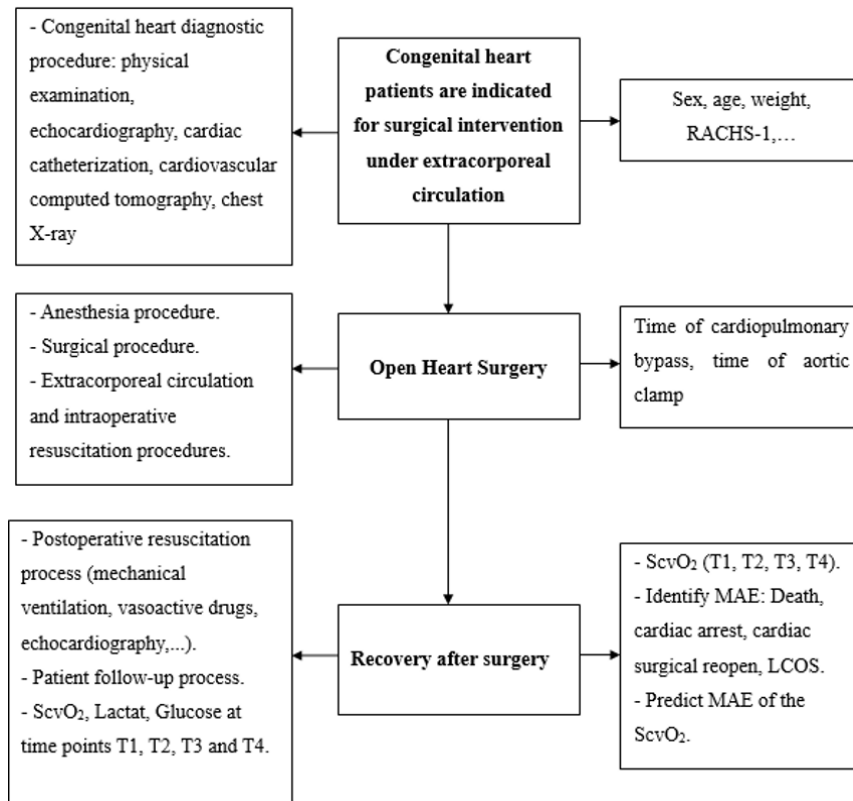 - Congenital heart diagnostic
procedure: physical
examination,
echocardiography, cardiac
catheterization, cardiovascular
computed tomography, chest
X-ray
Congenital heart
patients are indicated
for surgical intervention
under extracorporeal
circulation
Sex, age, weight,
RACHS-1,…
- Anesthesia procedure.
- Surgical procedure.
- Extracorporeal circulation
and intraoperative
resuscitation procedures.
Open Heart Surgery
Time of cardiopulmonary
bypass, time of aortic
clamp
- Postoperative resuscitation
process (mechanical
ventilation, vasoactive drugs,
echocardiography,...).
- Patient follow-up process.
- ScvO₂, Lactat, Glucose at
time points T1, T2, T3 and T4.
Recovery after surgery
- ScvO₂ (T1, T2, T3, T4).
- Identify MAE: Death,
cardiac arrest, cardiac
surgical reopen, LCOS.
- Predict MAE of the
ScvO₂.